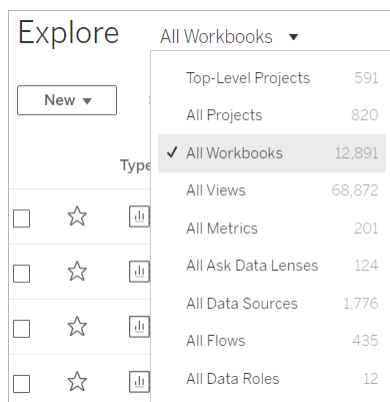 Explore All Workbooks
Top-Level Projects 591
New
All Projects 820
Type
All Workbooks 12,891
All Views 68,872
All Metrics 201
All Ask Data Lenses 124
All Data Sources 1,776
All Flows 435
All Data Roles 12